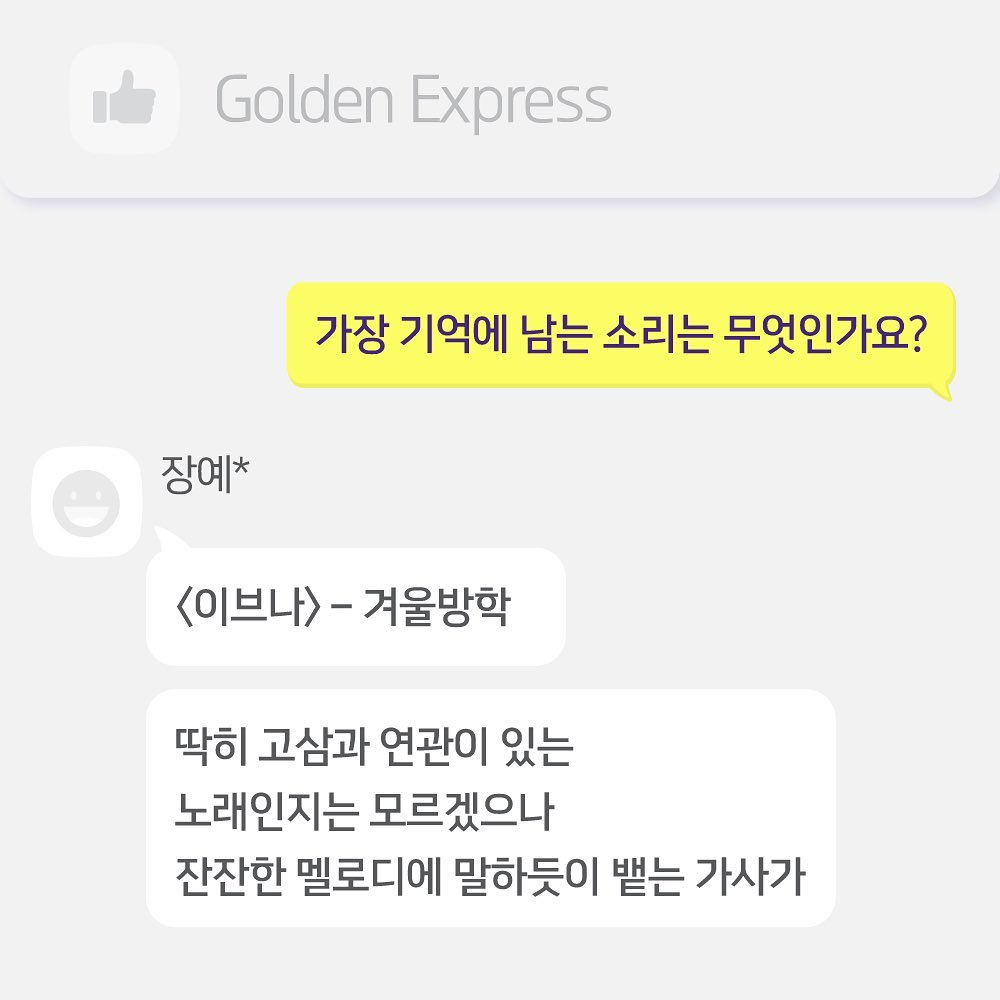 Golden Express
가장 기억에 남는 소리는 무엇인가요?
장예*
〈이브나〉 – 겨울방학
딱히 고삼과 연관이 있는
노래인지는 모르겠으나
잔잔한 멜로디에 말하듯이 뱉는 가사가